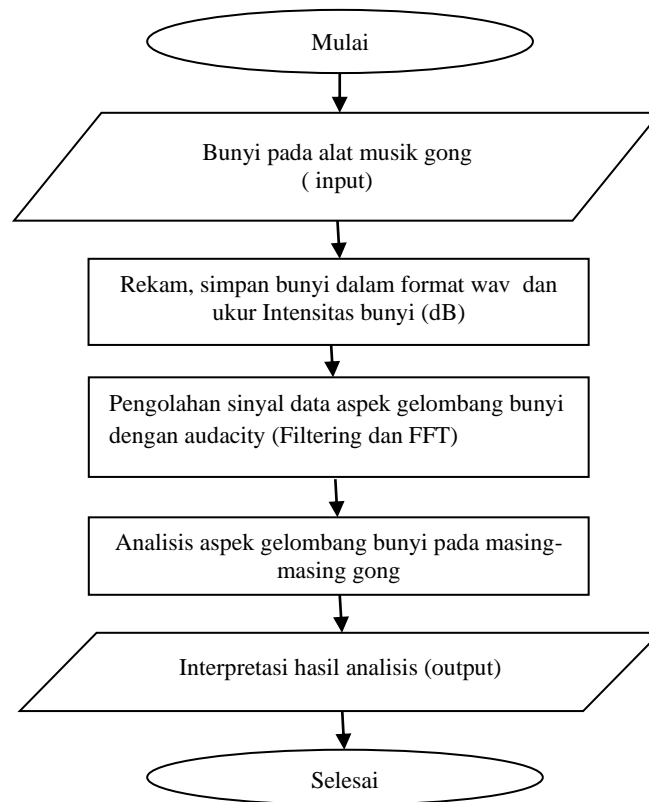 Mulai
Bunyi pada alat musik gong
( input)
Rekam, simpan bunyi dalam format wav  dan
ukur Intensitas bunyi (dB)
Pengolahan sinyal data aspek gelombang bunyi
dengan audacity (Filtering dan FFT)
Analisis aspek gelombang bunyi pada masing-
masing gong
Interpretasi hasil analisis (output)
Selesai